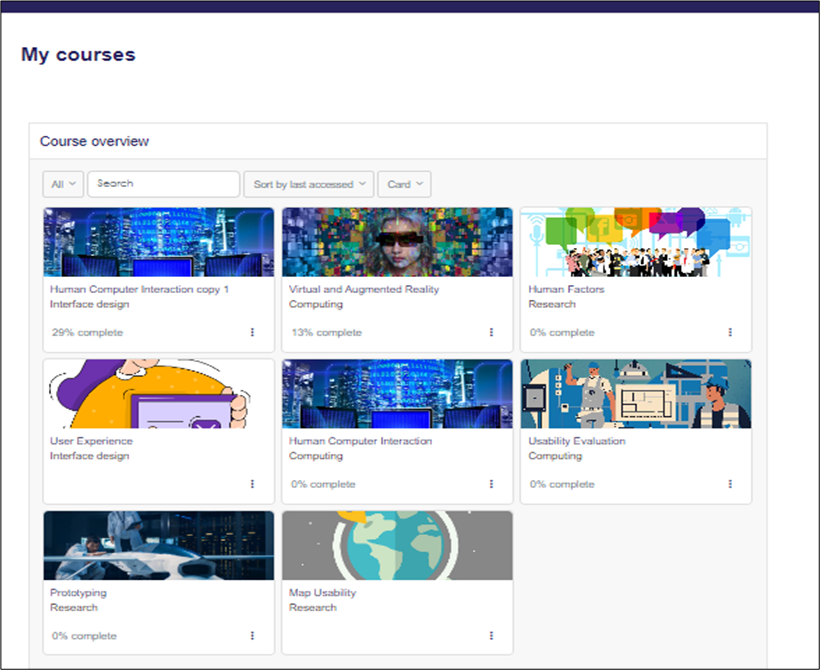 My courses
Course overview
All
Search
Sort by last accessed
Card
Human Computer Interaction copy 1
Interface design
29% complete
Virtual and Augmented Reality
Computing
13% complete
Human Factors
Research
0% complete
User Experience
Interface design
Human Computer Interaction
Computing
0% complete
Usability Evaluation
Computing
0% complete
Prototyping
Research
0% complete
Map Usability
Research